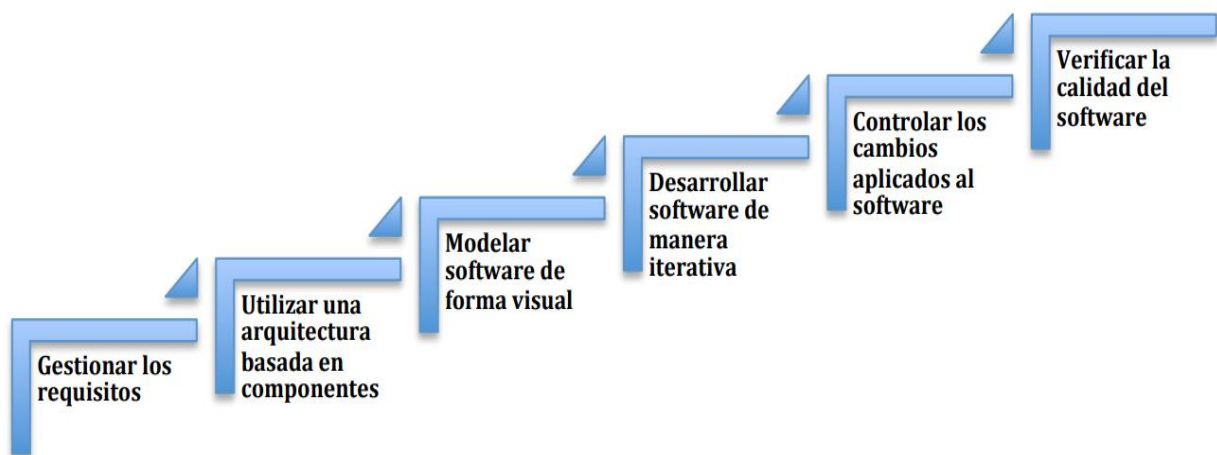 Gestionar los
requisitos
Utilizar una
arquitectura
basada en
componentes
Modelar
software de
forma visual
Desarrollar
software de
manera
iterativa
Controlar los
cambios
aplicados al
software
Verificar la
calidad del
software